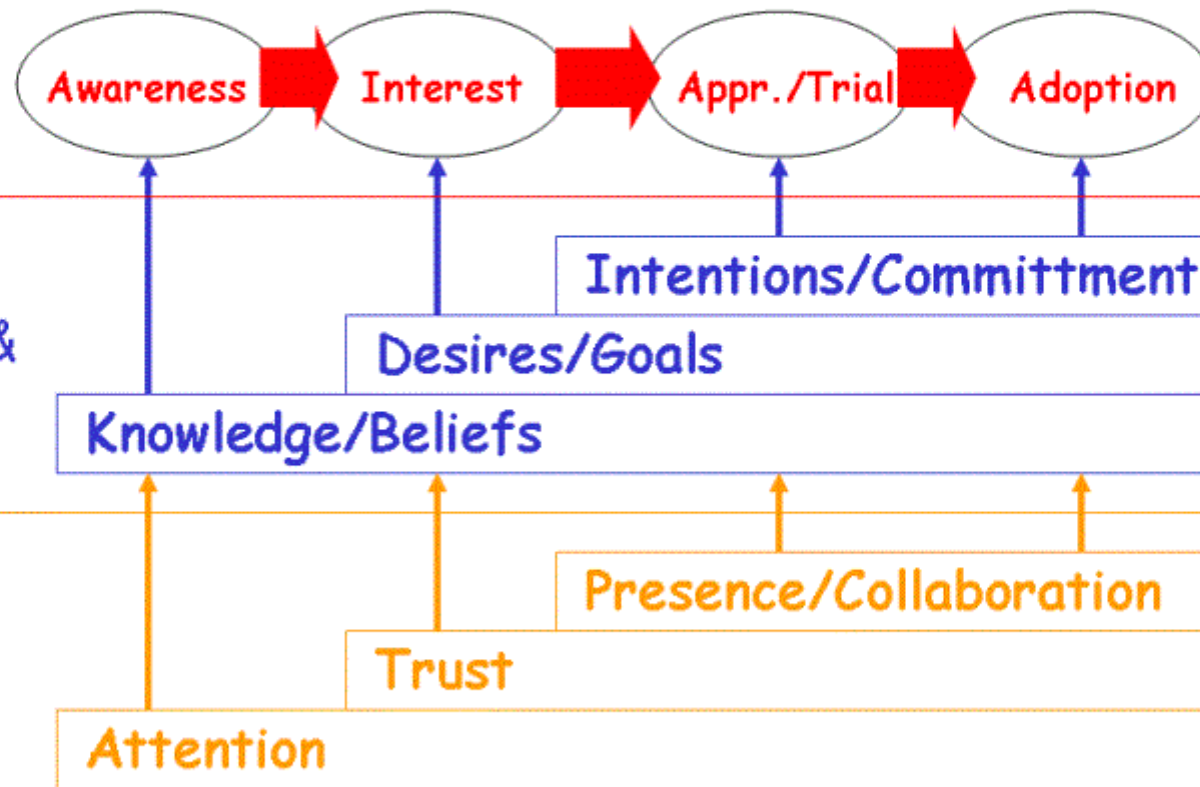 Awareness Interest Appr./Trial Adoption
Intentions/Committment
&
Desires/Goals
Knowledge/Beliefs
Presence/Collaboration
Trust
Attention